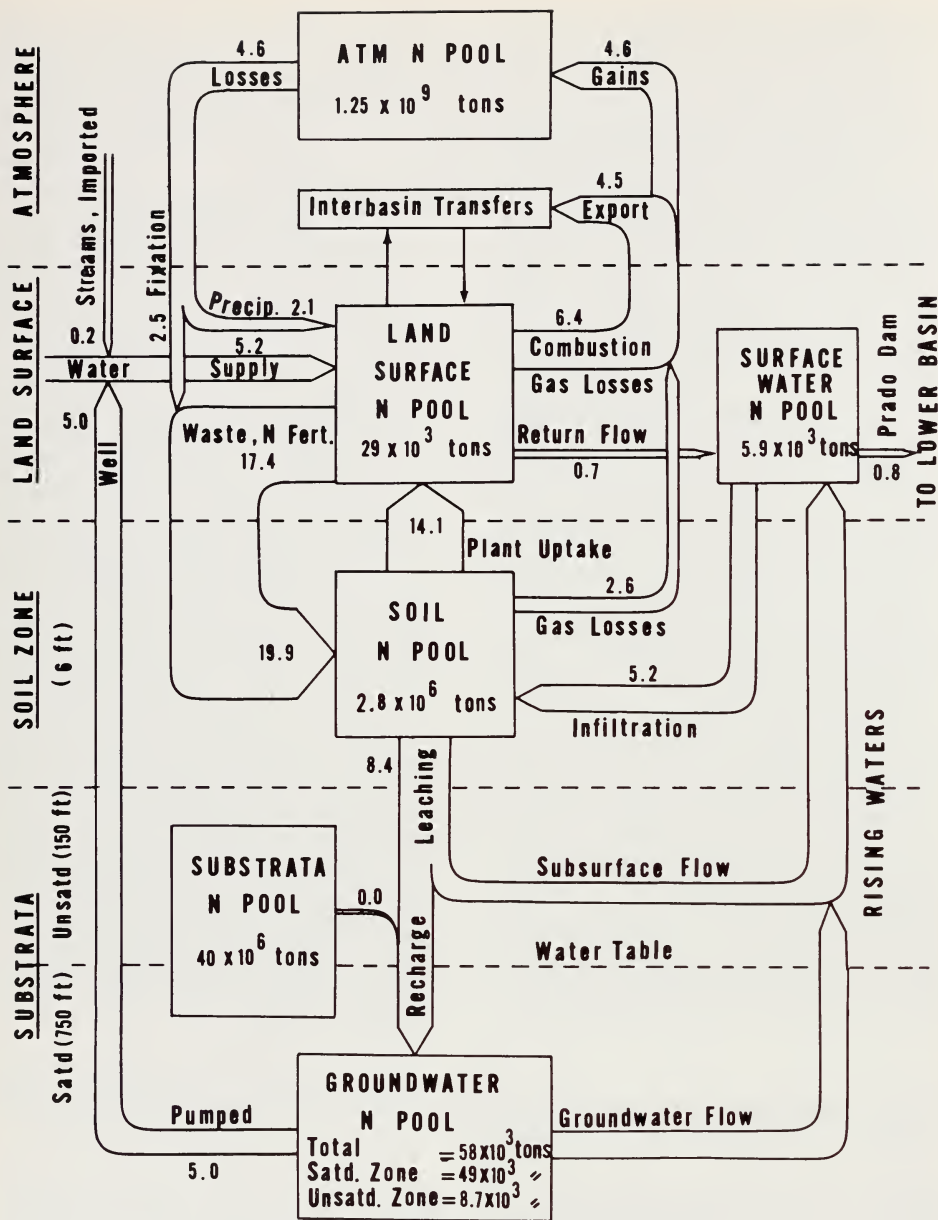 ATMOSPHERE
4.6
Losses
ATM N POOL
1.25 x 10^9 tons
4.6
Gains
Streams, Imported
Interbasin Transfers
4.5
Export
LAND SURFACE
2.5 Fixation
Precip. 2.1
0.2
5.2
Water Supply
5.0
Well
LAND
SURFACE
N POOL
29 x 10^3 tons
6.4
Combustion
Gas Losses
Waste, N Fert.
17.4
Return Flow
0.7
SURFACE
WATER
N POOL
5.9 x 10^3 tons
Prado Dam
0.8
TO LOWER BASIN
14.1
Plant Uptake
SOIL ZONE
(6 ft)
SOIL
N POOL
2.8 x 10^6 tons
19.9
2.6
Gas Losses
5.2
Infiltration
8.4
Leaching
RISING WATERS
SUBSTRATA
Unsatd (150 ft)
Satd (750 ft)
SUBSTRATA
N POOL
40 x 10^6 tons
0.0
Subsurface Flow
Recharge
Water Table
GROUNDWATER
N POOL
Total = 58x10^3 tons
Satd. Zone = 49x10^3 〃
Unsatd. Zone = 8.7x10^3 〃
Pumped
5.0
Groundwater Flow